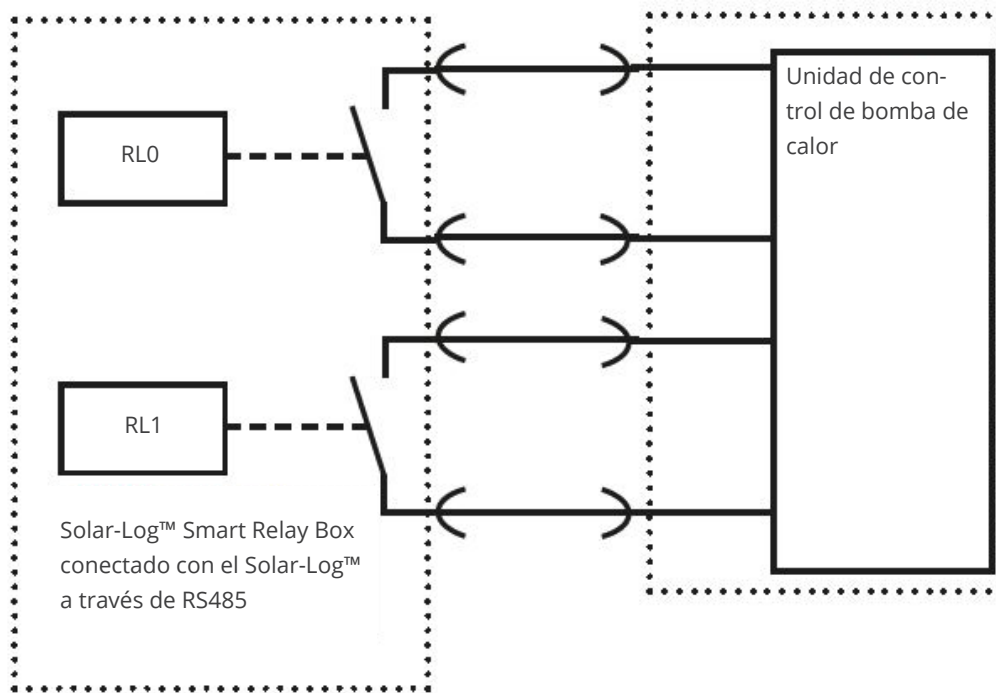 Unidad de con-
trol de bomba de
calor
RL0
RL1
Solar-Log™ Smart Relay Box
conectado con el Solar-Log™
a través de RS485